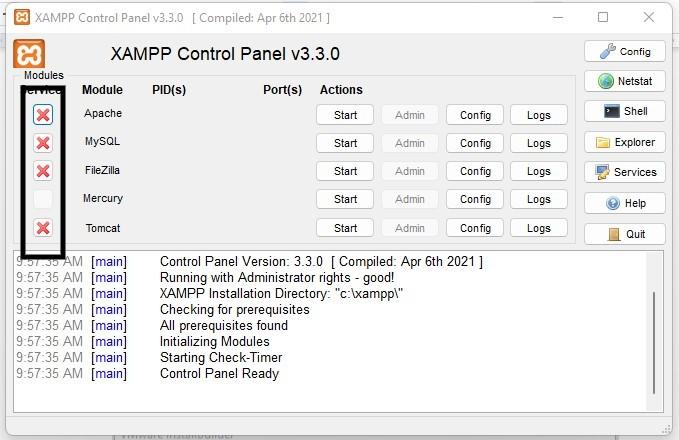 XAMPP Control Panel v3.3.0 [ Compiled: Apr 6th 2021 ]
XAMPP Control Panel v3.3.0
Config
Modules
Service Module PID(s) Port(s) Actions
Netstat
Apache Start Admin Config Logs
Shell
MySQL Start Admin Config Logs
Explorer
FileZilla Start Admin Config Logs
Services
Mercury Start Admin Config Logs
Help
Tomcat Start Admin Config Logs
Quit
9:57:35 AM [main] Control Panel Version: 3.3.0 [ Compiled: Apr 6th 2021 ]
9:57:35 AM [main] Running with Administrator rights - good!
9:57:35 AM [main] XAMPP Installation Directory: "c:\xampp\"
9:57:35 AM [main] Checking for prerequisites
9:57:35 AM [main] All prerequisites found
9:57:35 AM [main] Initializing Modules
9:57:35 AM [main] Starting Check-Timer
9:57:35 AM [main] Control Panel Ready
VMware InstallBuilder